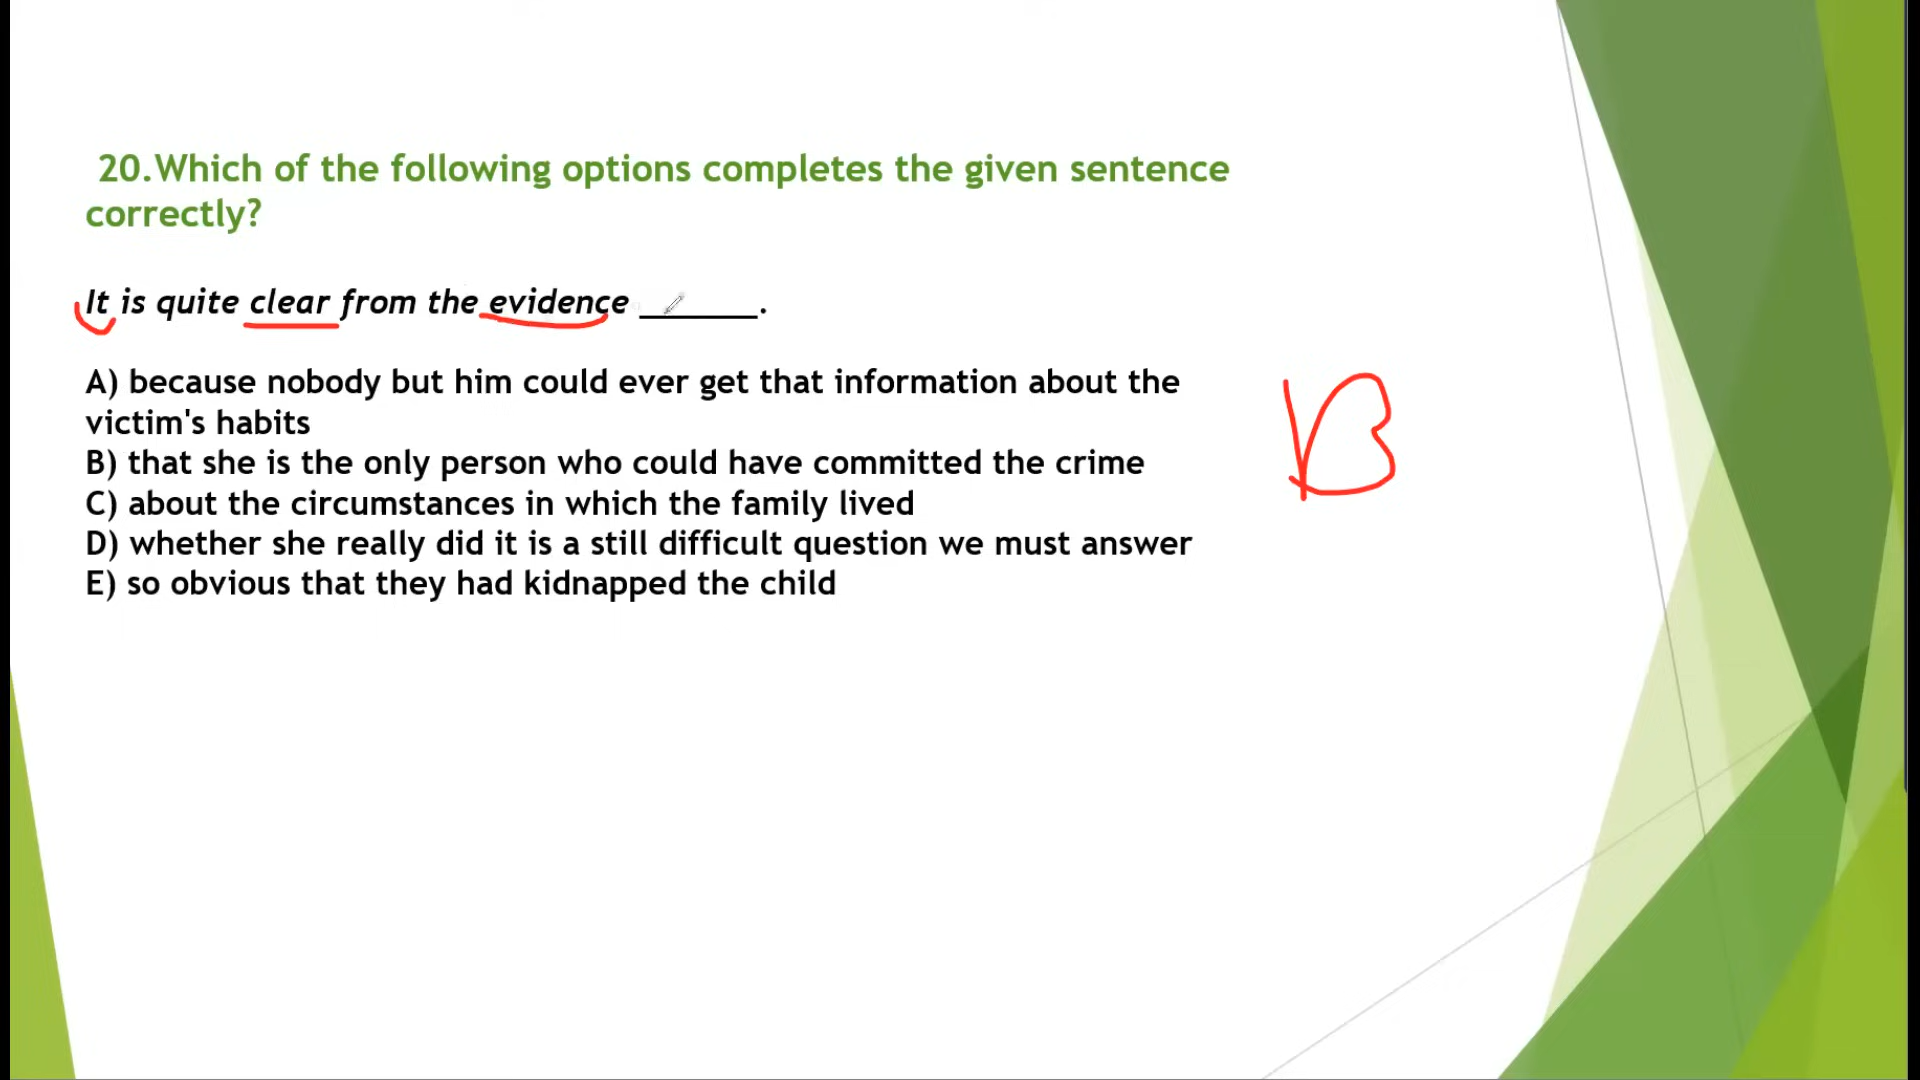 20.Which of the following options completes the given sentence
correctly?
It is quite clear from the evidence _______.
A) because nobody but him could ever get that information about the
victim's habits
B) that she is the only person who could have committed the crime
B
C) about the circumstances in which the family lived
D) whether she really did it is a still difficult question we must answer
E) so obvious that they had kidnapped the child